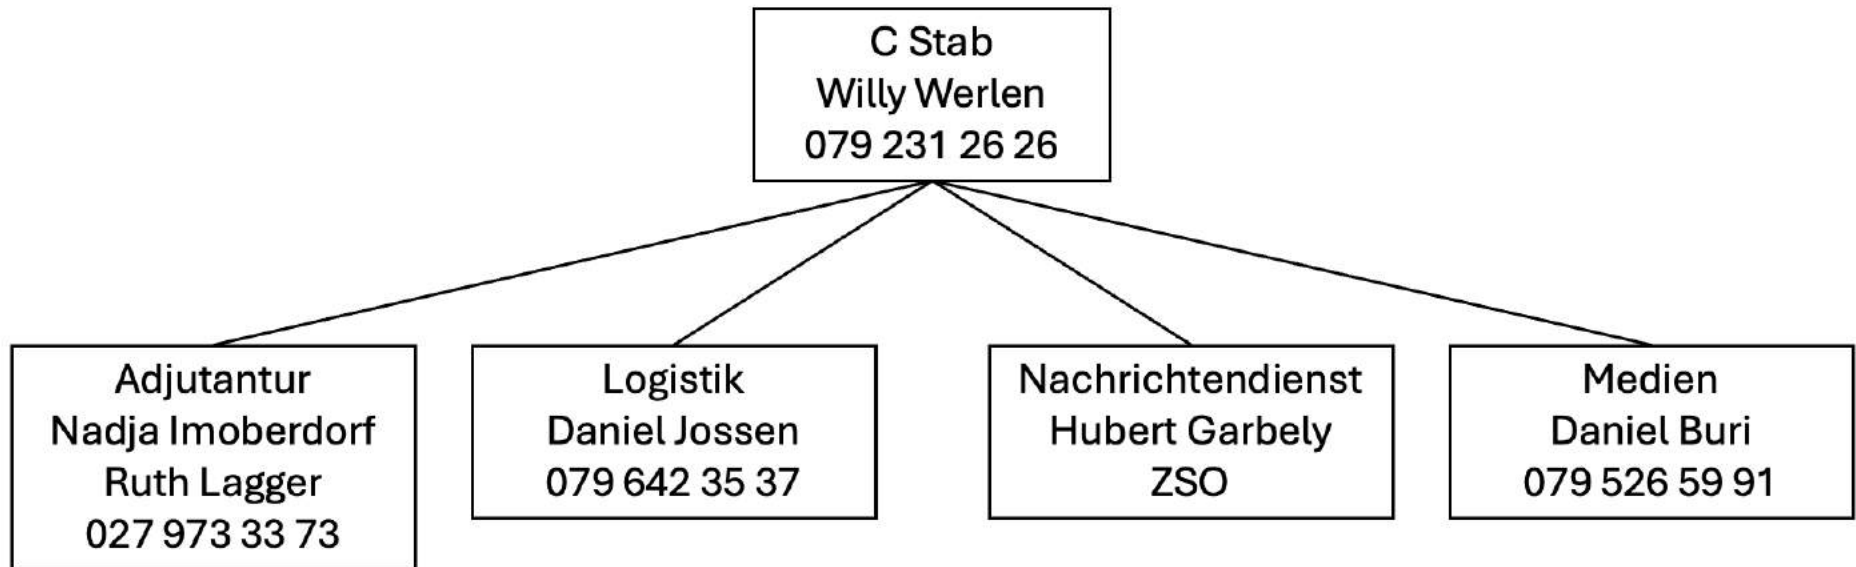 C Stab
Willy Werlen
079 231 26 26
Adjutantur
Nadja Imoberdorf
Ruth Lagger
027 973 33 73
Logistik
Daniel Jossen
079 642 35 37
Nachrichtendienst
Hubert Garbely
ZSO
Medien
Daniel Buri
079 526 59 91